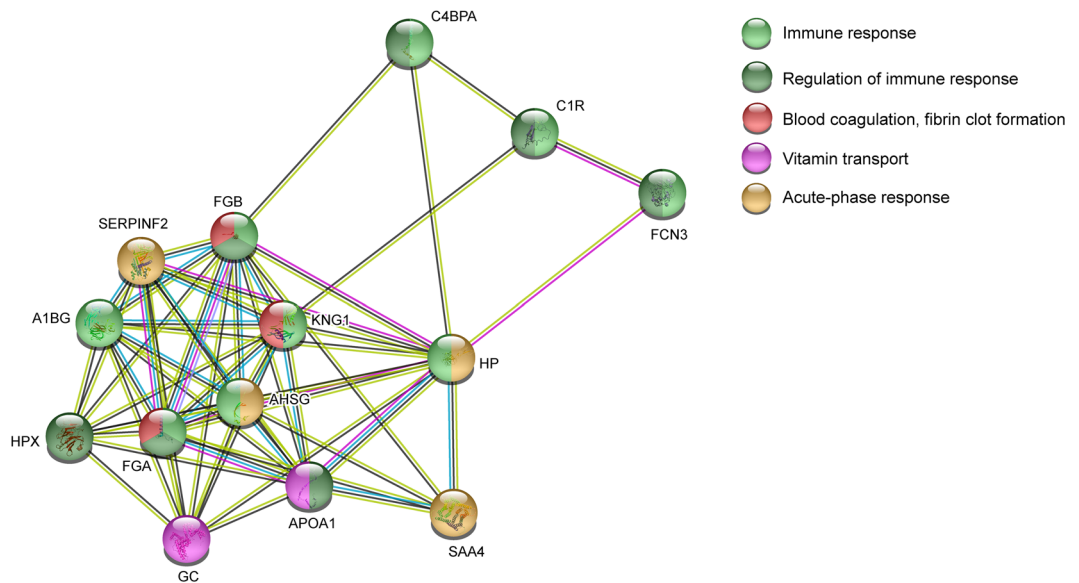 C4BPA
C1R
FCN3
FGB
SERPINF2
A1BG
KNG1
HP
AHSG
HPX
FGA
APOA1
SAA4
GC
Immune response
Regulation of immune response
Blood coagulation, fibrin clot formation
Vitamin transport
Acute-phase response